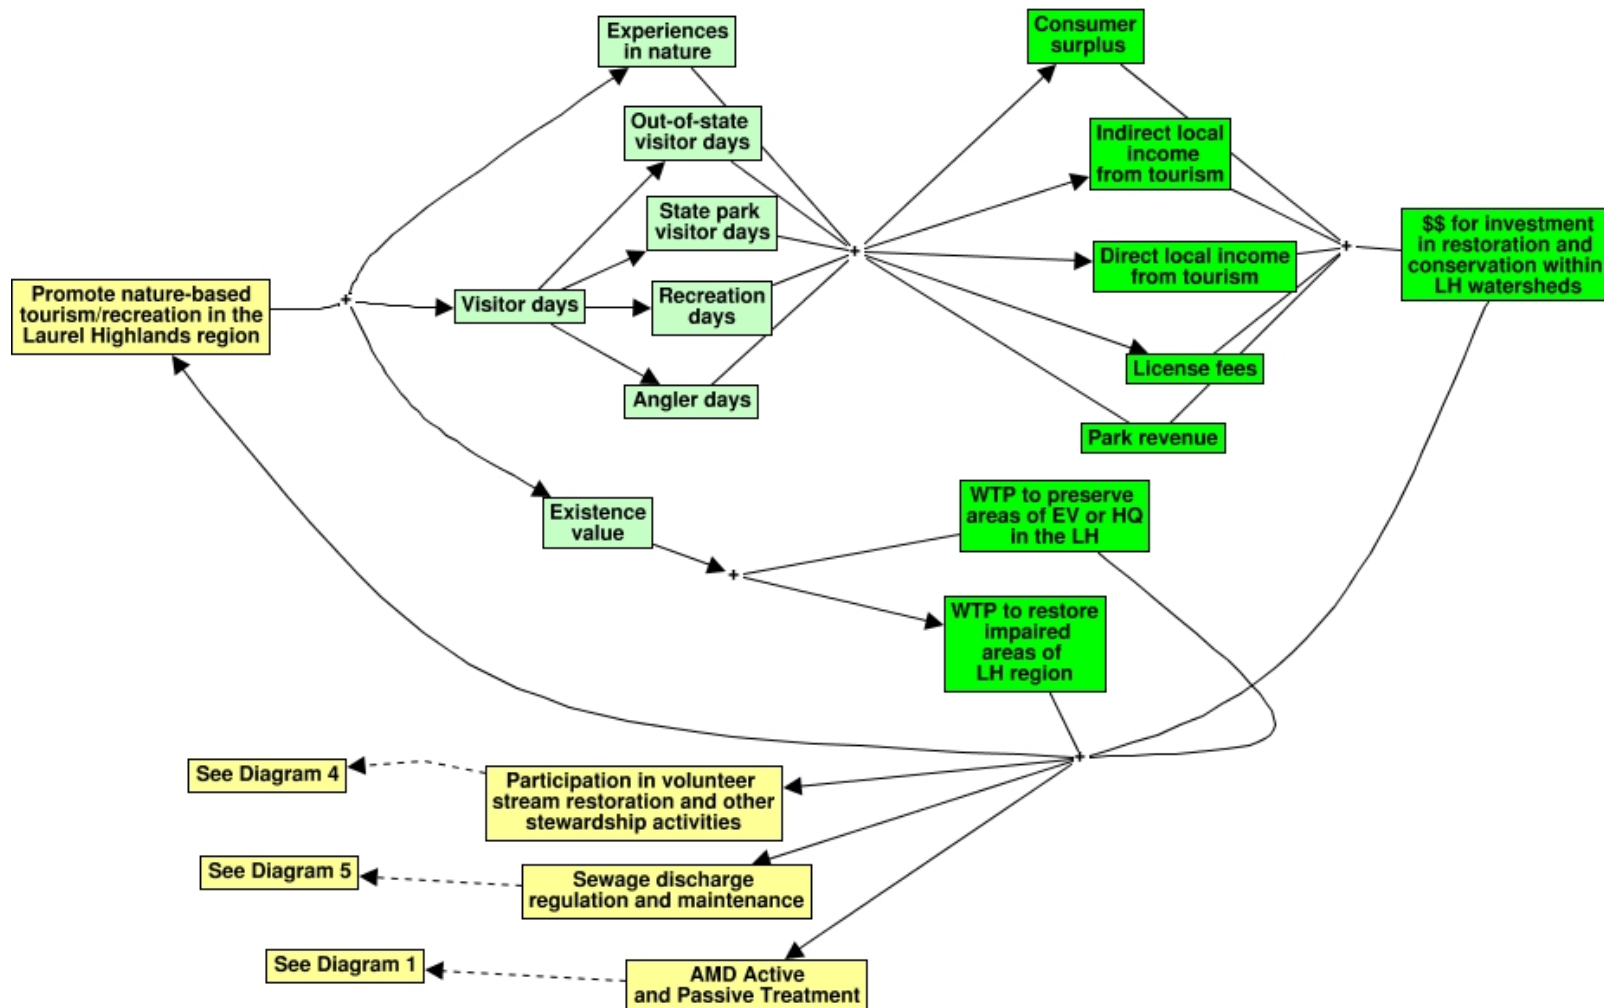 Experiences
in nature
Consumer
surplus
Out-of-state
visitor days
Indirect local
income
from tourism
State park
visitor days
$$ for investment
in restoration and
conservation within
LH watersheds
Direct local income
from tourism
Promote nature-based
tourism/recreation in the
Laurel Highlands region
+
+
+
Visitor days
Recreation
days
License fees
Angler days
Park revenue
WTP to preserve
areas of EV or HQ
in the LH
Existence
value
+
WTP to restore
impaired
areas of
LH region
+
See Diagram 4
Participation in volunteer
stream restoration and other
stewardship activities
See Diagram 5
Sewage discharge
regulation and maintenance
See Diagram 1
AMD Active
and Passive Treatment